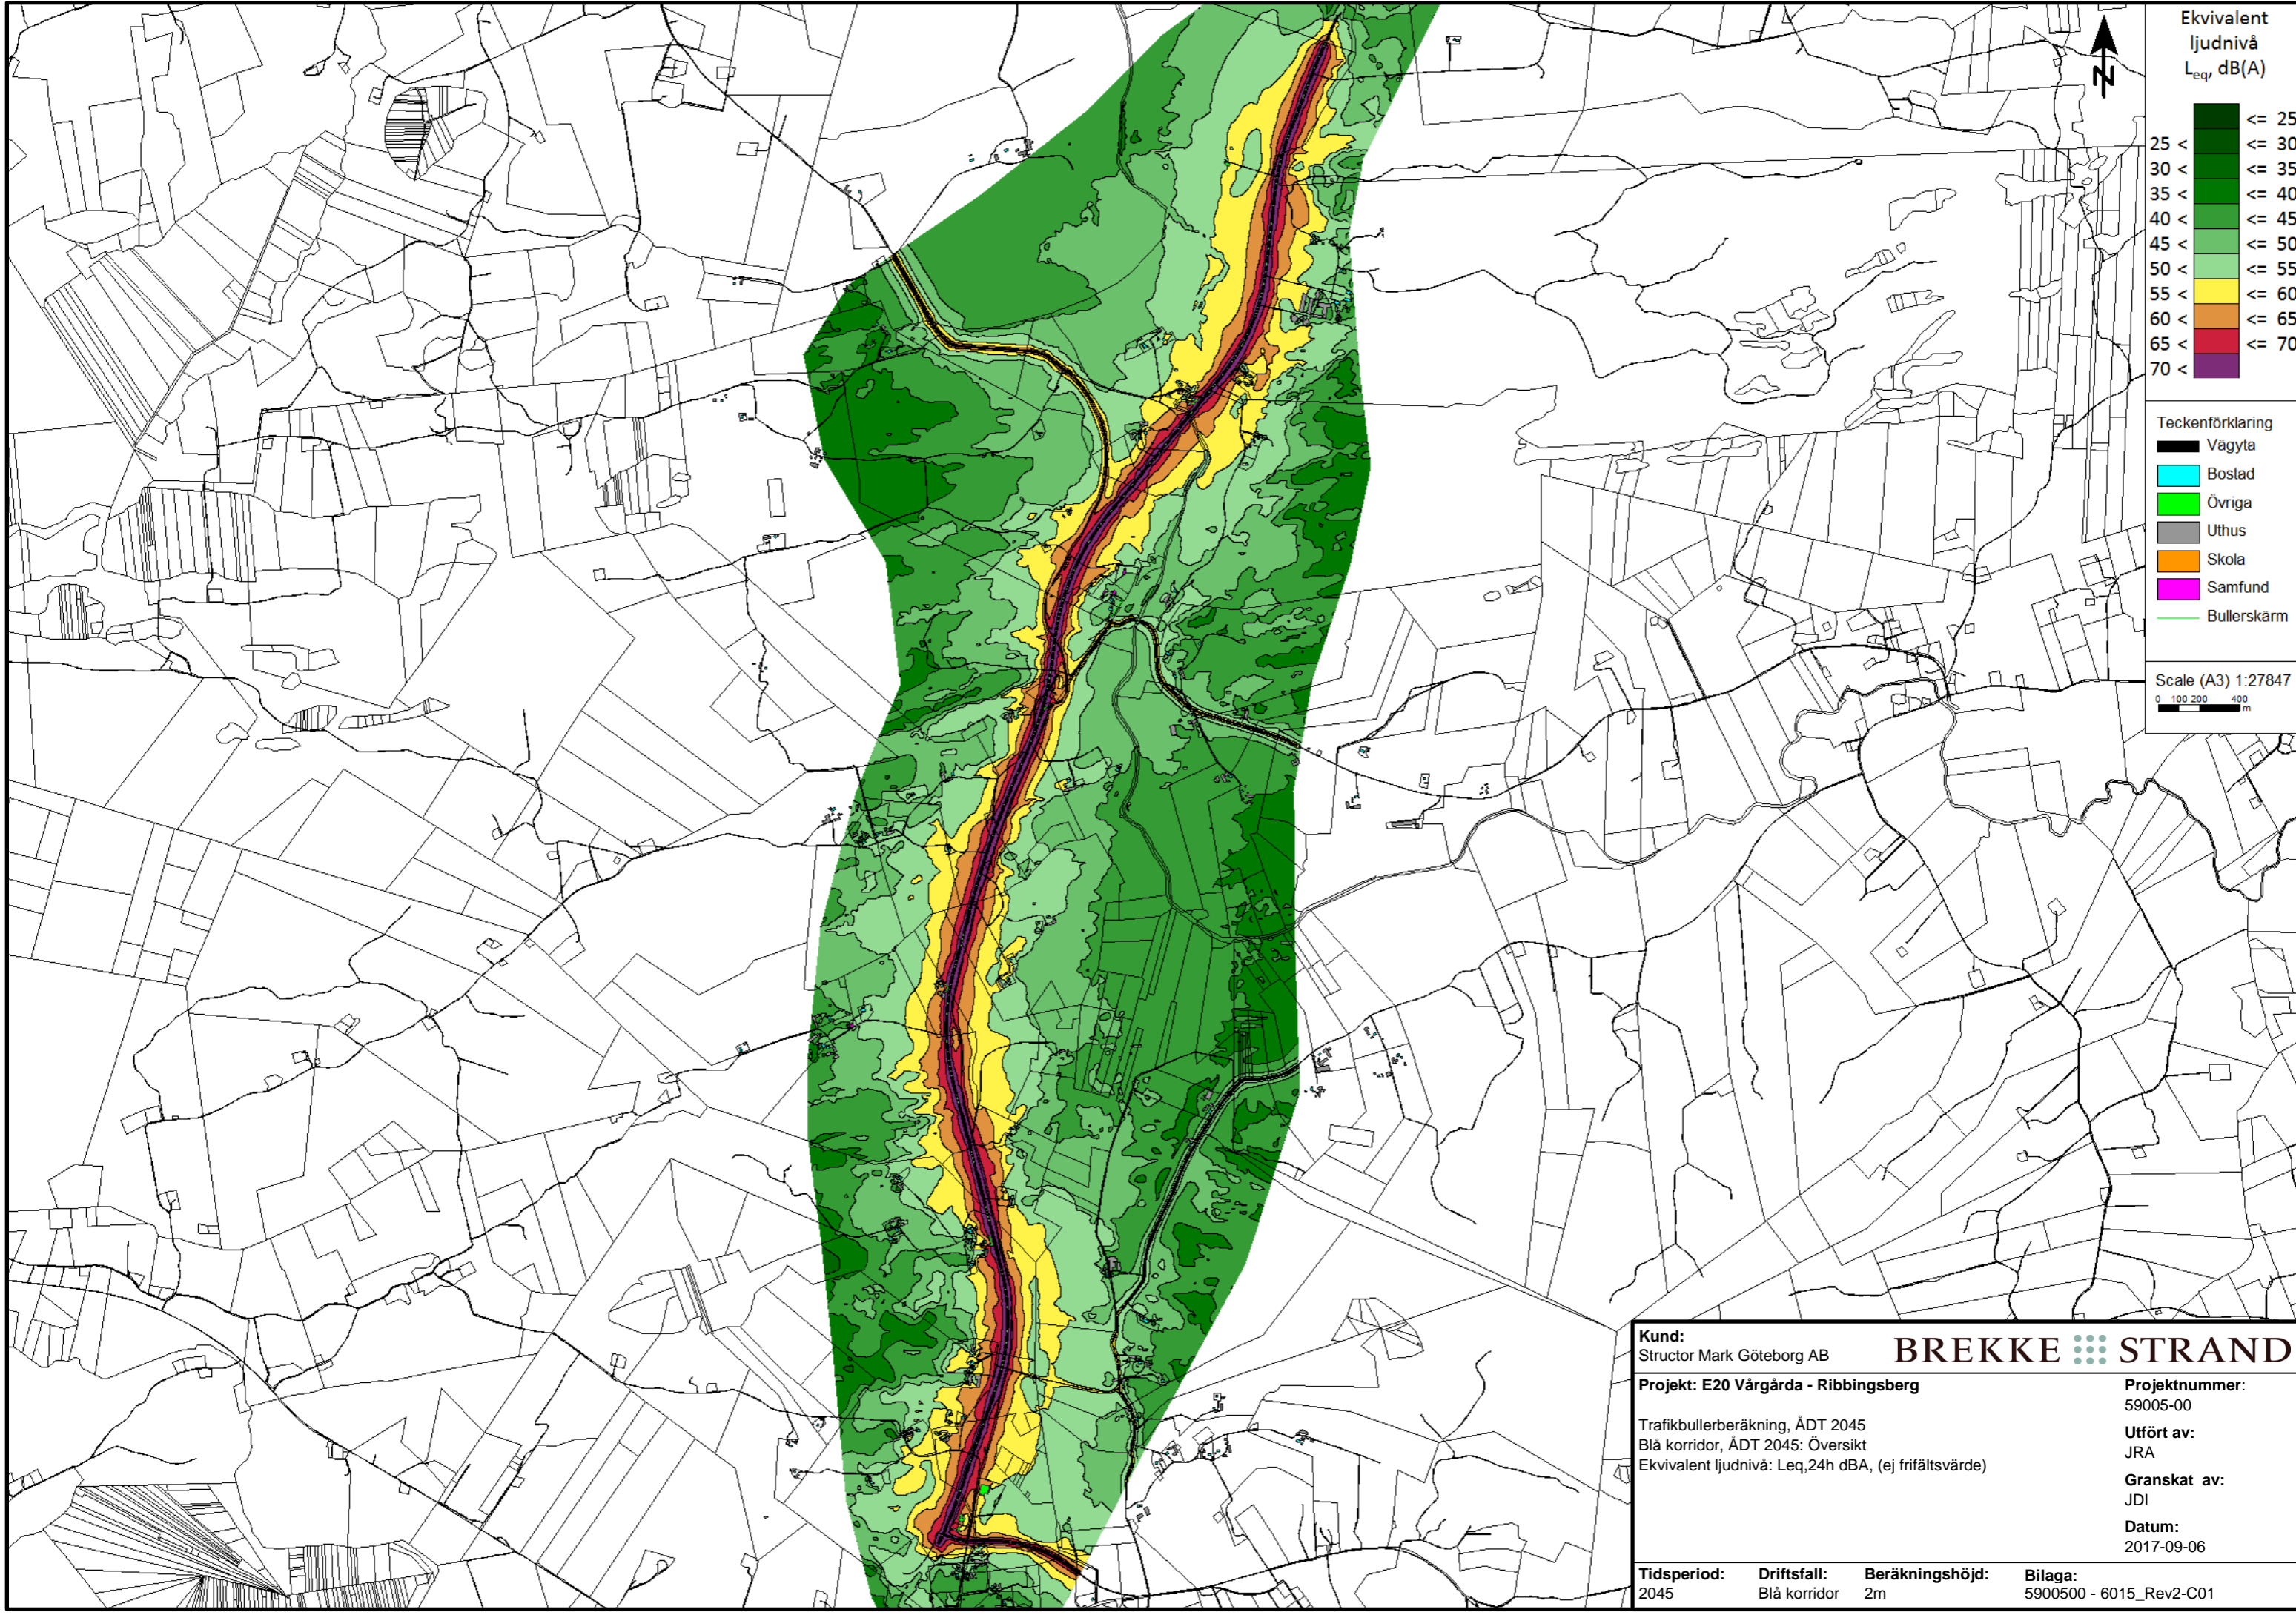 N
Ekvivalent
ljudnivå
Leq, dB(A)
<= 25
25 < <= 30
30 < <= 35
35 < <= 40
40 < <= 45
45 < <= 50
50 < <= 55
55 < <= 60
60 < <= 65
65 < <= 70
70 <
Teckenförklaring
Vägyta
Bostad
Övriga
Uthus
Skola
Samfund
Bullerskärm
Scale (A3) 1:27847
0 100 200 400
m
Kund:
Structor Mark Göteborg AB
BREKKE STRAND
Projekt: E20 Vårgårda - Ribbingsberg
Trafikbullerberäkning, ÅDT 2045
Blå korridor, ÅDT 2045: Översikt
Ekvivalent ljudnivå: Leq,24h dBA, (ej frifältsvärde)
Projektnummer:
59005-00
Utfört av:
JRA
Granskat av:
JDI
Datum:
2017-09-06
Tidsperiod: Driftsfall: Beräkningshöjd: Bilaga:
2045 Blå korridor 2m 5900500 - 6015_Rev2-C01